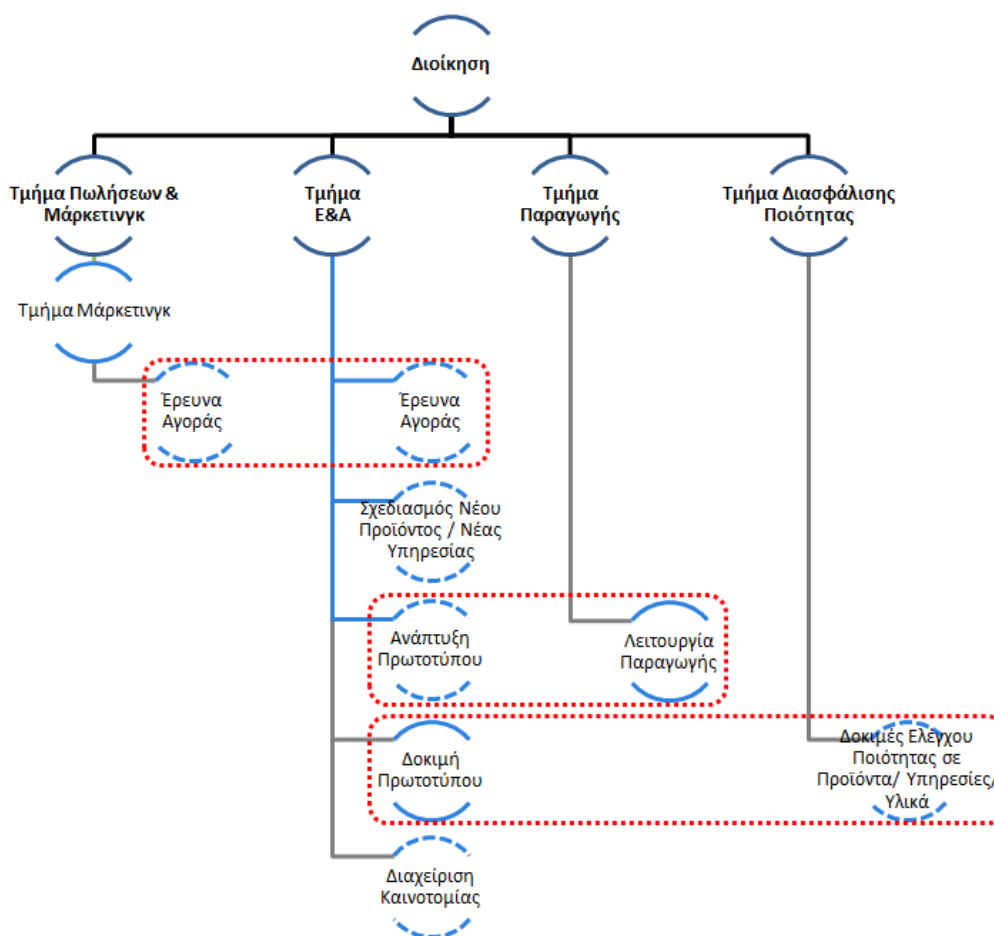 Διοίκηση
Τμήμα Πωλήσεων &
Μάρκετινγκ
Τμήμα
Ε&Α
Τμήμα
Παραγωγής
Τμήμα Διασφάλισης
Ποιότητας
Τμήμα Μάρκετινγκ
Έρευνα
Αγοράς
Έρευνα
Αγοράς
Σχεδιασμός Νέου
Προϊόντος / Νέας
Υπηρεσίας
Ανάπτυξη
Πρωτοτύπου
Λειτουργία
Παραγωγής
Δοκιμή
Πρωτοτύπου
Δοκιμές Ελέγχου
Ποιότητας σε
Προϊόντα/ Υπηρεσίες/
Υλικά
Διαχείριση
Καινοτομίας